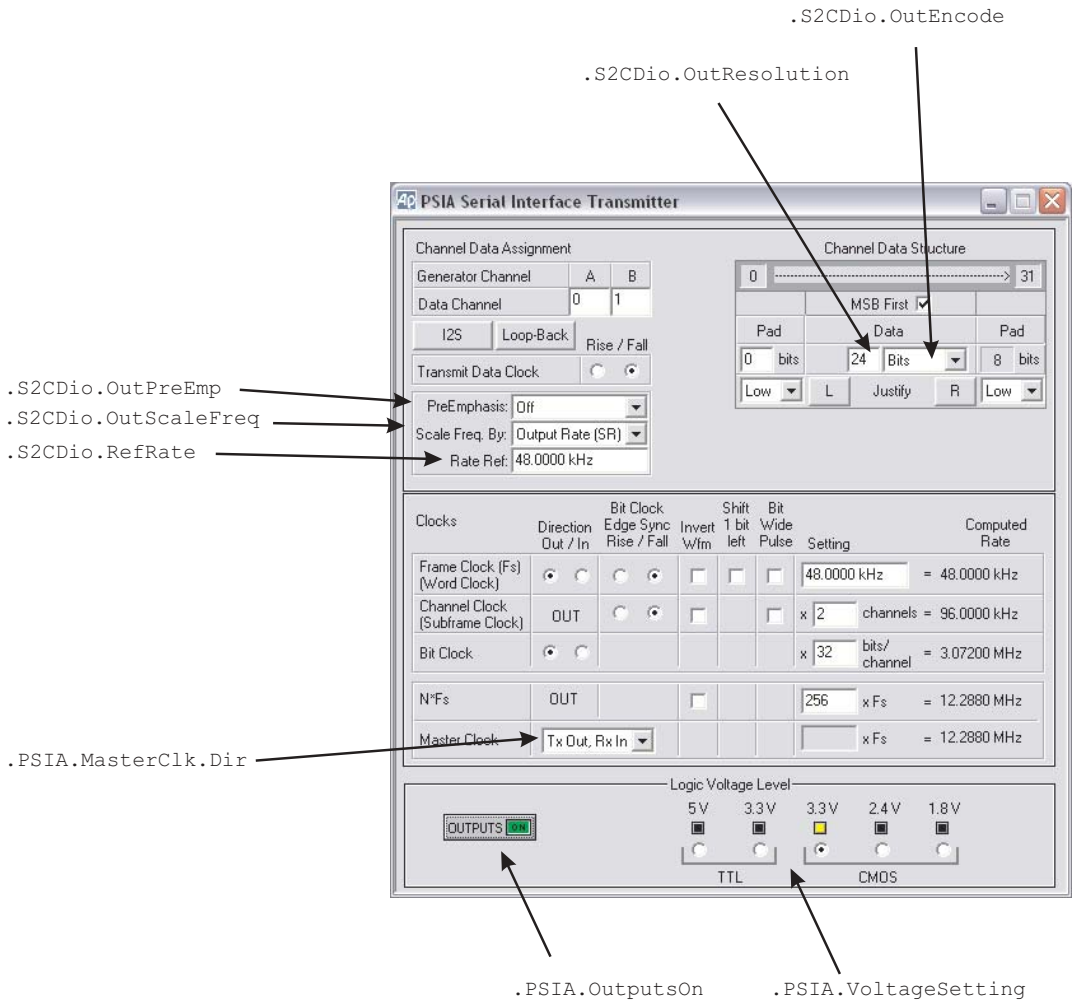 .S2CDio.OutEncode
.S2CDio.OutResolution
Ap PSIA Serial Interface Transmitter
Channel Data Assignment
Generator Channel A B
Data Channel 0 1
I2S Loop-Back Rise / Fall
Transmit Data Clock
.S2CDio.OutPreEmp
PreEmphasis: Off
.S2CDio.OutScaleFreq
Scale Freq. By: Output Rate (SR)
.S2CDio.RefRate
Rate Ref: 48.0000 kHz
Channel Data Structure
0 -----> 31
MSB First
Pad Data Pad
0 bits 24 Bits 8 bits
Low L Justify R Low
Clocks Direction Out / In Bit Clock Edge Sync Rise / Fall Invert Wfm Shift 1 bit left Bit Wide Pulse Setting Computed Rate
Frame Clock (Fs) (Word Clock) 48.0000 kHz = 48.0000 kHz
Channel Clock (Subframe Clock) OUT x 2 channels = 96.0000 kHz
Bit Clock x 32 bits/ channel = 3.07200 MHz
N*Fs OUT 256 x Fs = 12.2880 MHz
Master Clock Tx Out, Rx In x Fs = 12.2880 MHz
.PSIA.MasterClk.Dir
Logic Voltage Level
5 V 3.3 V 3.3 V 2.4 V 1.8 V
OUTPUTS ON
TTL CMOS
.PSIA.OutputsOn .PSIA.VoltageSetting